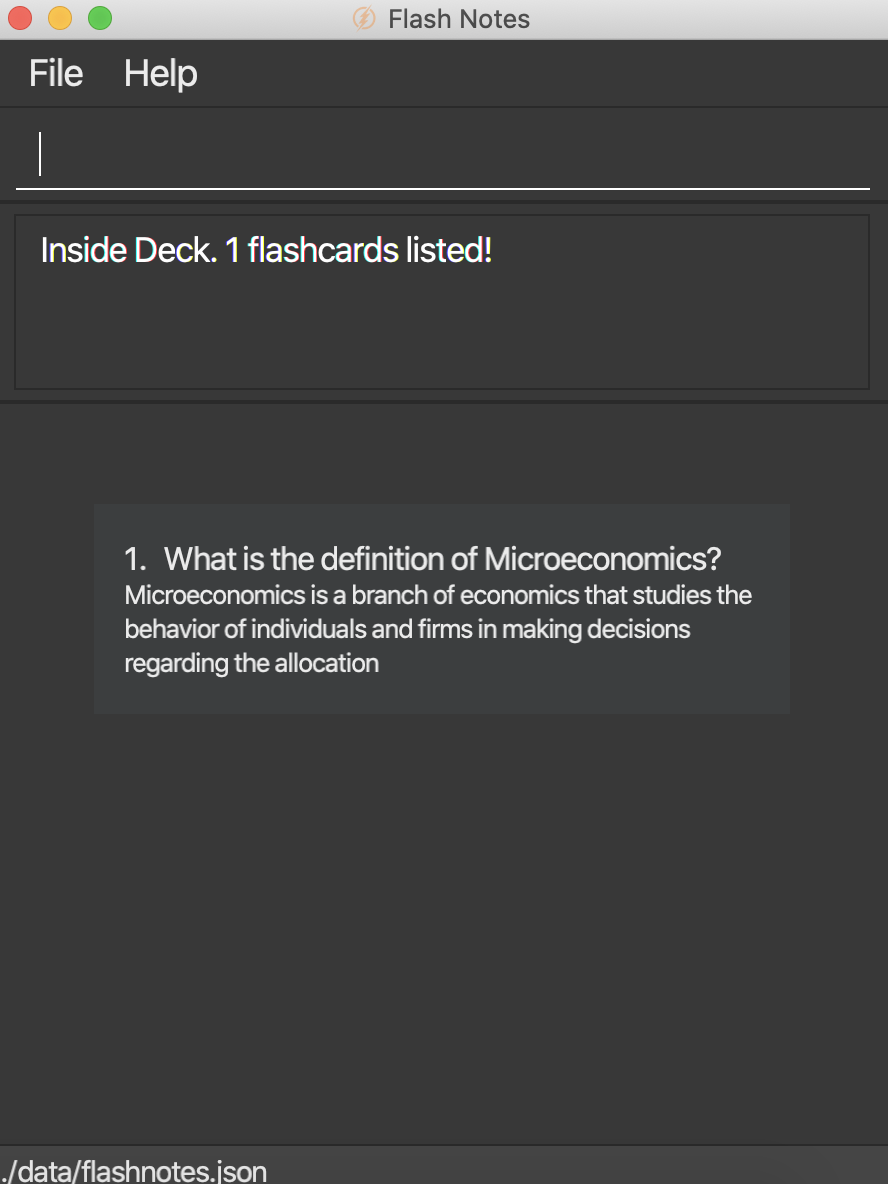 Flash Notes
File Help
Inside Deck. 1 flashcards listed!
1. What is the definition of Microeconomics?
Microeconomics is a branch of economics that studies the
behavior of individuals and firms in making decisions
regarding the allocation
./data/flashnotes.json